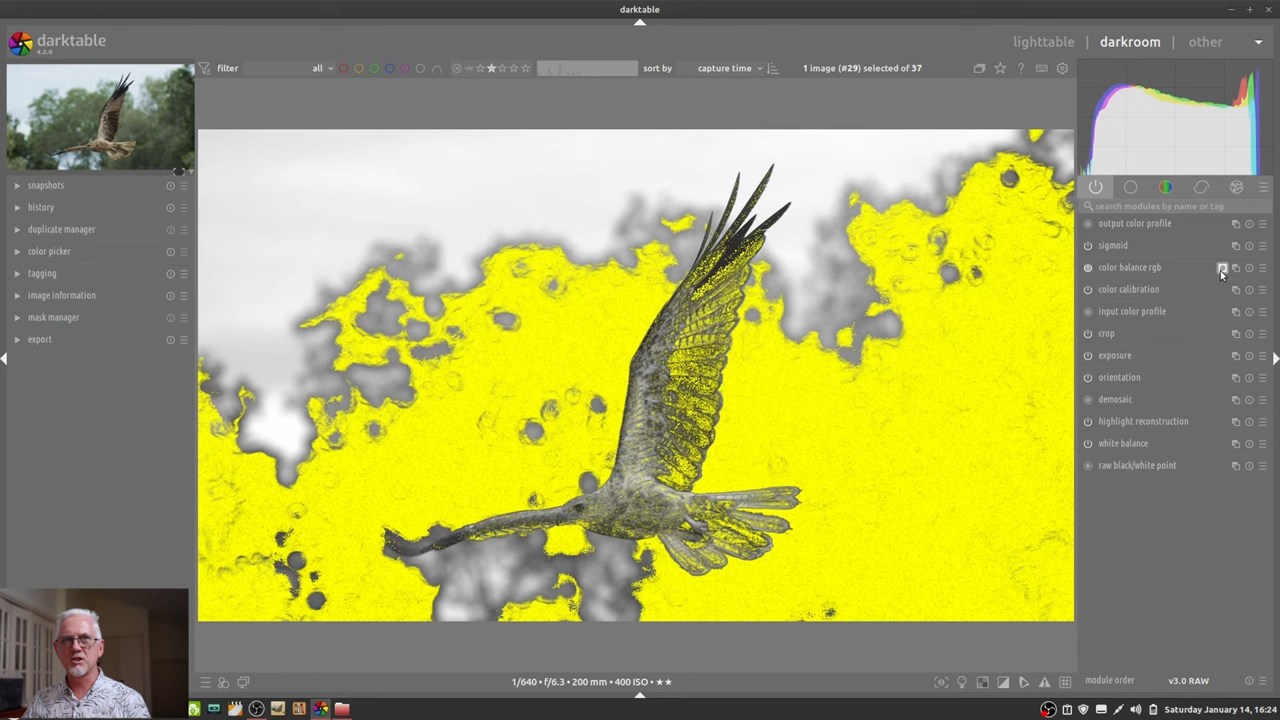 darktable
darktable
4.2.0
lighttable | darkroom | other
filter all sort by capture time 1 image (#29) selected of 37
snapshots
history
duplicate manager
color picker
tagging
image information
mask manager
export
search modules by name or tag
output color profile
sigmoid
color balance rgb
color calibration
input color profile
crop
exposure
orientation
demosaic
highlight reconstruction
white balance
raw black/white point
1/640 • f/6.3 • 200 mm • 400 ISO • ★★
module order v3.0 RAW
Saturday January 14, 16:24